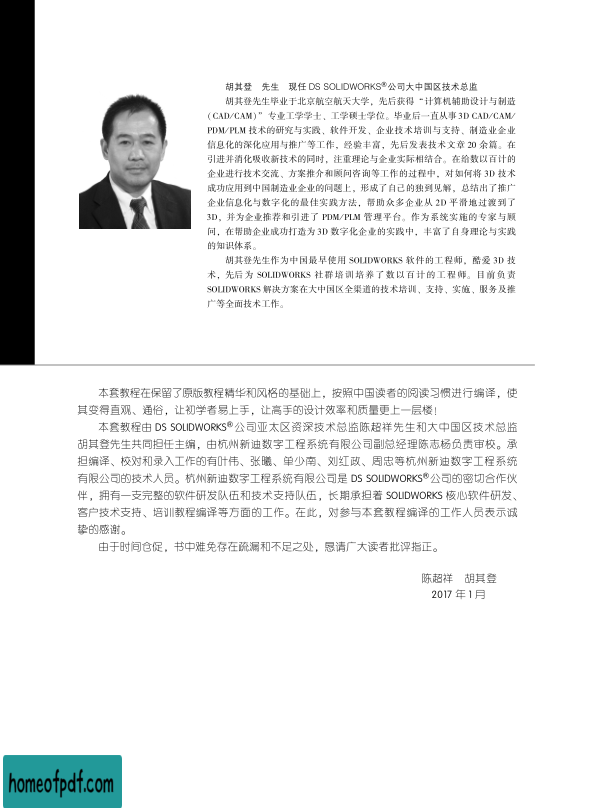 胡其登 先生 现任 DS SOLIDWORKS®公司大中国区技术总监
胡其登先生毕业于北京航空航天大学，先后获得“计算机辅助设计与制造
（CAD/CAM）”专业工学学士、工学硕士学位。毕业后一直从事 3D CAD/CAM/
PDM/PLM 技术的研究与实践、软件开发、企业技术培训与支持、制造业企业
信息化的深化应用与推广等工作，经验丰富，先后发表技术文章 20 余篇。在
引进并消化吸收新技术的同时，注重理论与企业实际相结合。在给数以百计的
企业进行技术交流、方案推介和顾问咨询等工作的过程中，对如何将 3D 技术
成功应用到中国制造业企业的问题上，形成了自己的独到见解，总结出了推广
企业信息化与数字化的最佳实践方法，帮助众多企业从 2D 平滑地过渡到了
3D，并为企业推荐和引进了 PDM/PLM 管理平台。作为系统实施的专家与顾
问，在帮助企业成功打造为 3D 数字化企业的实践中，丰富了自身理论与实践
的知识体系。
胡其登先生作为中国最早使用 SOLIDWORKS 软件的工程师，酷爱 3D 技
术，先后为 SOLIDWORKS 社群培训培养了数以百计的工程师。目前负责
SOLIDWORKS 解决方案在大中国区全渠道的技术培训、支持、实施、服务及推
广等全面技术工作。
本套教程在保留了原版教程精华和风格的基础上，按照中国读者的阅读习惯进行编译，使
其变得直观、通俗，让初学者易上手，让高手的设计效率和质量更上一层楼！
本套教程由 DS SOLIDWORKS®公司亚太区资深技术总监陈超祥先生和大中国区技术总监
胡其登先生共同担任主编，由杭州新迪数字工程系统有限公司副总经理陈志杨负责审校。承
担编译、校对和录入工作的有叶伟、张曦、单少南、刘红政、周忠等杭州新迪数字工程系统
有限公司的技术人员。杭州新迪数字工程系统有限公司是 DS SOLIDWORKS®公司的密切合作伙
伴，拥有一支完整的软件研发队伍和技术支持队伍，长期承担着 SOLIDWORKS 核心软件研发、
客户技术支持、培训教程编译等方面的工作。在此，对参与本套教程编译的工作人员表示诚
挚的感谢。
由于时间仓促，书中难免存在疏漏和不足之处，恳请广大读者批评指正。
陈超祥 胡其登
2017 年 1 月
homeofpdf.com